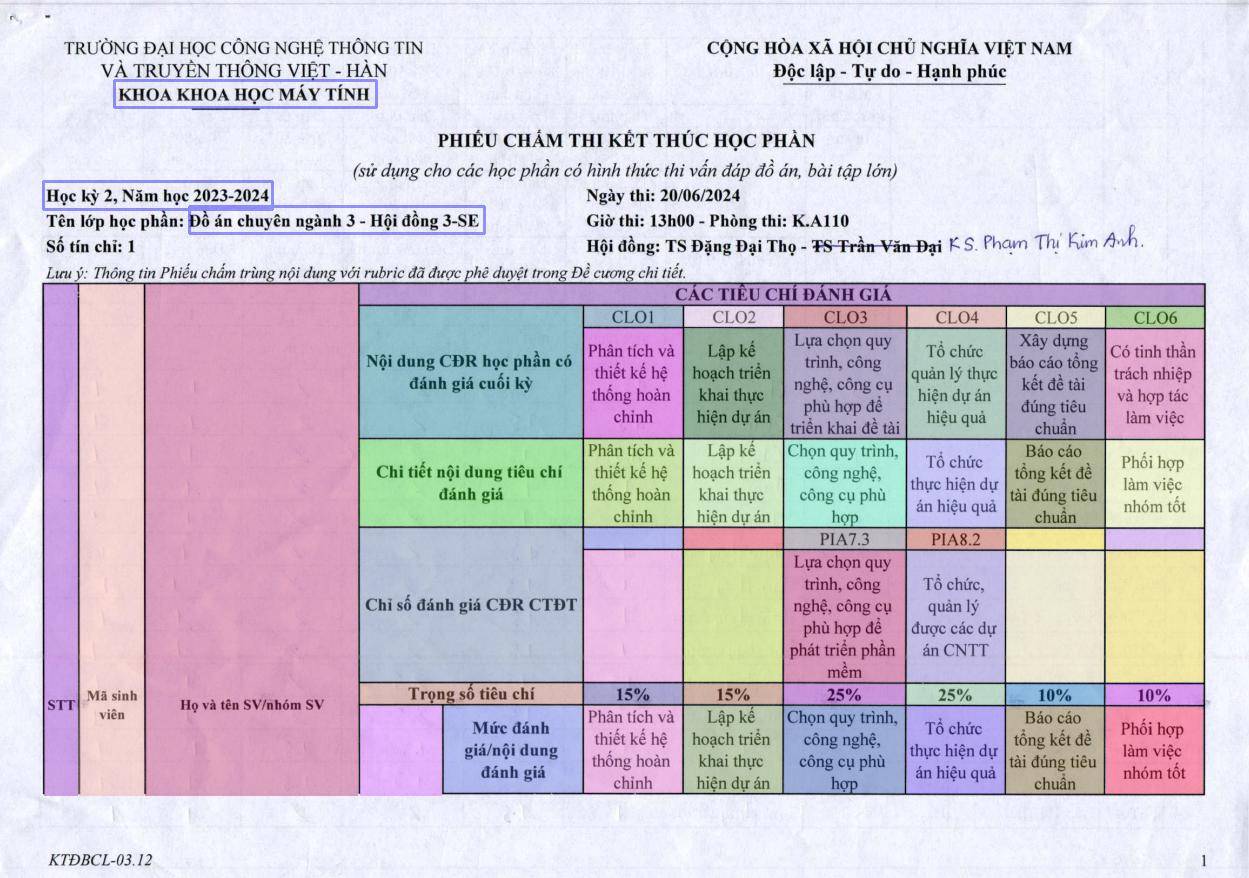 TRƯỜNG ĐẠI HỌC CÔNG NGHỆ THÔNG TIN
VÀ TRUYỀN THÔNG VIỆT - HÀN
KHOA KHOA HỌC MÁY TÍNH
CỘNG HÒA XÃ HỘI CHỦ NGHĨA VIỆT NAM
Độc lập - Tự do - Hạnh phúc
PHIẾU CHẤM THI KẾT THÚC HỌC PHẦN
(sử dụng cho các học phần có hình thức thi vấn đáp đồ án, bài tập lớn)
Học kỳ 2, Năm học 2023-2024
Tên lớp học phần: Đồ án chuyên ngành 3 - Hội đồng 3-SE
Số tín chỉ: 1
Ngày thi: 20/06/2024
Giờ thi: 13h00 - Phòng thi: K.A110
Hội đồng: TS Đặng Đại Thọ - TS Trần Văn Đại KS. Phạm Thị Kim Anh.
Lưu ý: Thông tin Phiếu chấm trùng nội dung với rubric đã được phê duyệt trong Đề cương chi tiết.
STT
Mã sinh
viên
Họ và tên SV/nhóm SV
CÁC TIÊU CHÍ ĐÁNH GIÁ
CLO1 CLO2 CLO3 CLO4 CLO5 CLO6
Nội dung CĐR học phần có
đánh giá cuối kỳ
Phân tích và
thiết kế hệ
thống hoàn
chỉnh
Lập kế
hoạch triển
khai thực
hiện dự án
Lựa chọn quy
trình, công
nghệ, công cụ
phù hợp để
triển khai đề tài
Tổ chức
quản lý thực
hiện dự án
hiệu quả
Xây dựng
báo cáo tổng
kết đề tài
đúng tiêu
chuẩn
Có tinh thần
trách nhiệp
và hợp tác
làm việc
Chi tiết nội dung tiêu chí
đánh giá
Phân tích và
thiết kế hệ
thống hoàn
chỉnh
Lập kế
hoạch triển
khai thực
hiện dự án
Chọn quy trình,
công nghệ,
công cụ phù
hợp
Tổ chức
thực hiện dự
án hiệu quả
Báo cáo
tổng kết đề
tài đúng tiêu
chuẩn
Phối hợp
làm việc
nhóm tốt
Chỉ số đánh giá CĐR CTĐT
PIA7.3 PIA8.2
Lựa chọn quy
trình, công
nghệ, công cụ
phù hợp để
phát triển phần
mềm
Tổ chức,
quản lý
được các dự
án CNTT
Trọng số tiêu chí 15% 15% 25% 25% 10% 10%
Mức đánh
giá/nội dung
đánh giá
Phân tích và
thiết kế hệ
thống hoàn
chỉnh
Lập kế
hoạch triển
khai thực
hiện dự án
Chọn quy trình,
công nghệ,
công cụ phù
hợp
Tổ chức
thực hiện dự
án hiệu quả
Báo cáo
tổng kết đề
tài đúng tiêu
chuẩn
Phối hợp
làm việc
nhóm tốt
KTĐBCL-03.12
1